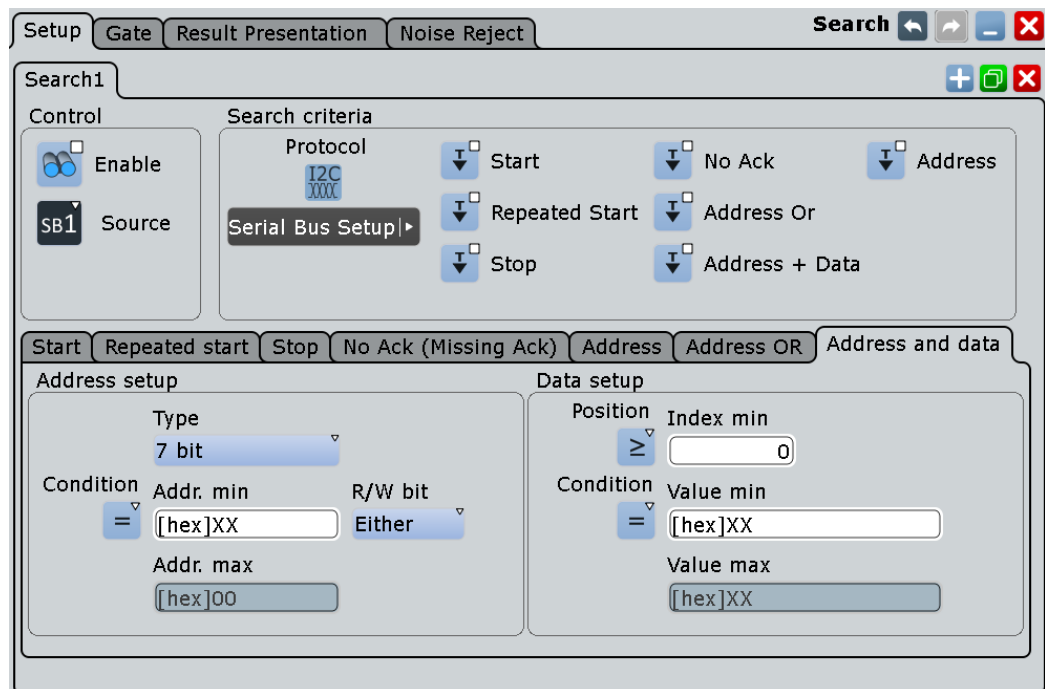 Setup Gate Result Presentation Noise Reject Search
Search1
Control Search criteria
Protocol
I2C
Enable Start No Ack Address
SB1 Source Serial Bus Setup Repeated Start Address Or
Stop Address + Data
Start Repeated start Stop No Ack (Missing Ack) Address Address OR Address and data
Address setup Data setup
Type Position Index min
7 bit ≥ 0
Condition Addr. min R/W bit Condition Value min
= [hex]XX Either = [hex]XX
Addr. max Value max
[hex]00 [hex]XX